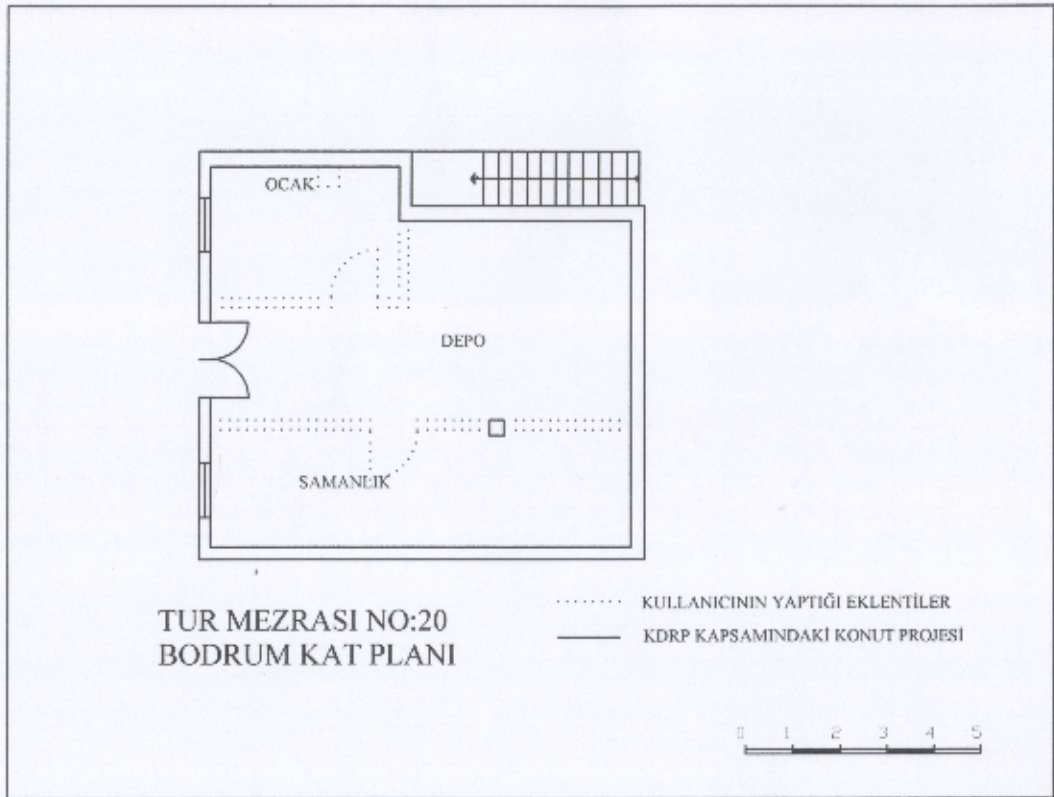 OCAK
DEPO
SAMANLIK
TUR MEZRASI NO:20
BODRUM KAT PLANI
KULLANICININ YAPTIĞI EKLENTİLER
KDRP KAPSAMINDAKİ KONUT PROJESİ
0 1 2 3 4 5